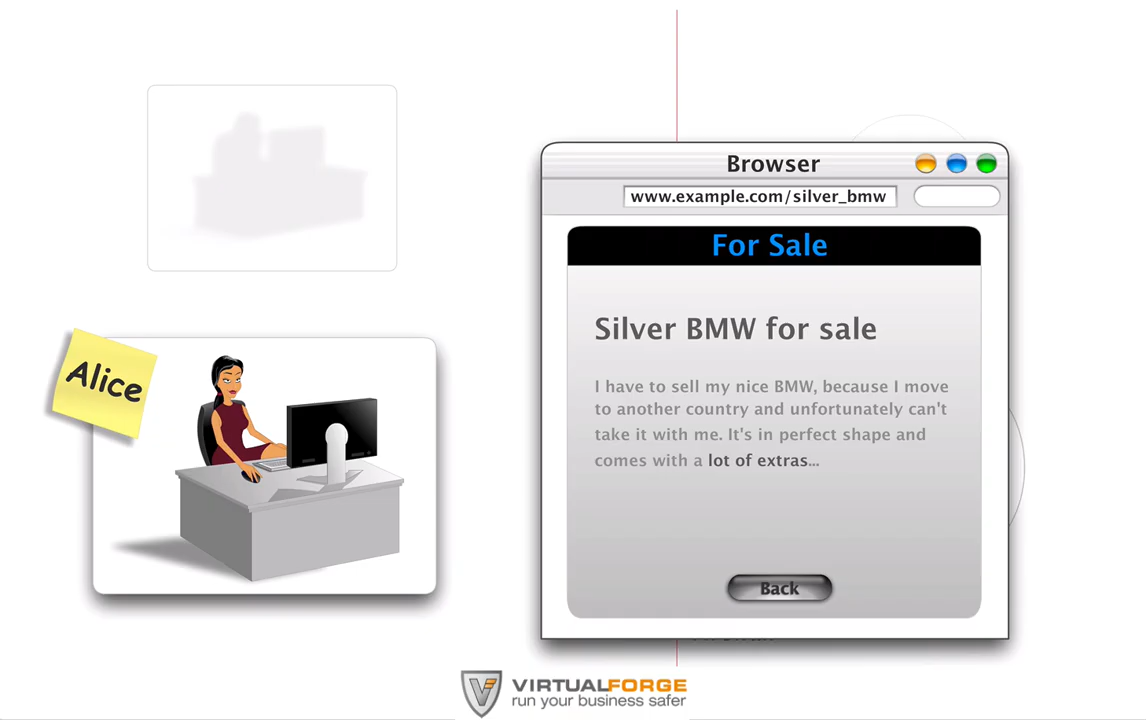 Alice
Browser
www.example.com/silver_bmw
For Sale
Silver BMW for sale
I have to sell my nice BMW, because I move
to another country and unfortunately can't
take it with me. It's in perfect shape and
comes with a lot of extras...
Back
VIRTUALFORGE
run your business safer